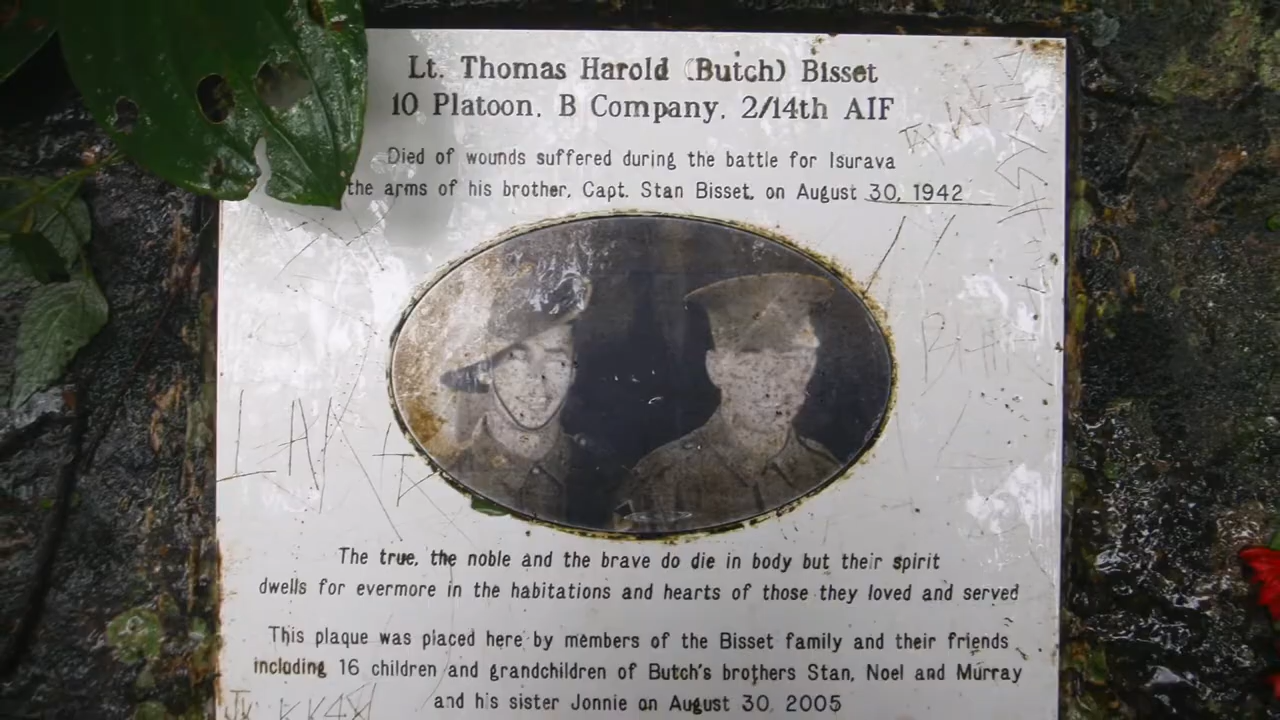 Lt. Thomas Harold (Butch) Bisset
10 Platoon, B Company, 2/14th AIF
Died of wounds suffered during the battle for Isurava
the arms of his brother, Capt. Stan Bisset, on August 30, 1942
The true, the noble and the brave do die in body but their spirit
dwells for evermore in the habitations and hearts of those they loved and served
This plaque was placed here by members of the Bisset family and their friends
including 16 children and grandchildren of Butch's brothers Stan, Noel and Murray
and his sister Jonnie on August 30, 2005